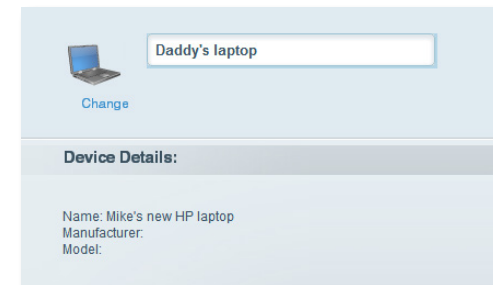 Daddy's laptop
Change
Device Details:
Name: Mike's new HP laptop
Manufacturer:
Model: